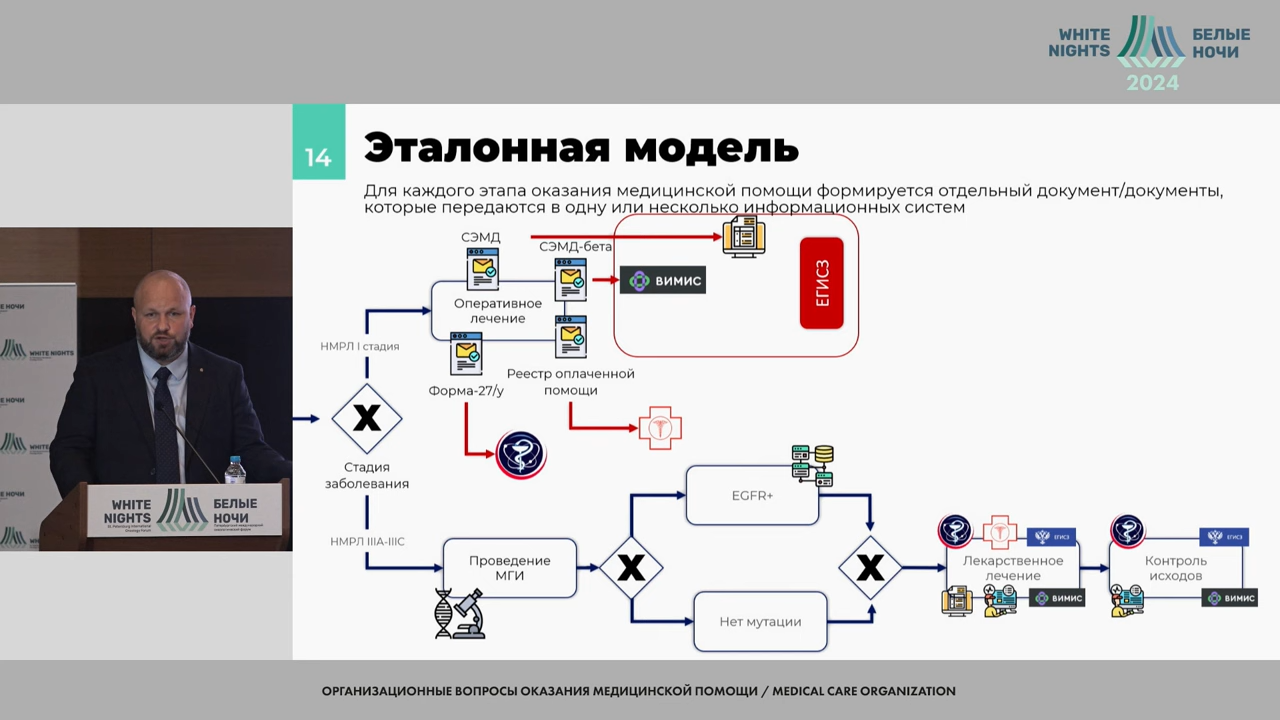 WHITE
NIGHTS
БЕЛЫЕ
НОЧИ
2024
14
Эталонная модель
Для каждого этапа оказания медицинской помощи формируется отдельный документ/документы,
которые передаются в одну или несколько информационных систем
СЭМД
СЭМД-бета
ВИМИС
ЕГИСЗ
Оперативное
лечение
НМРЛ I стадия
Форма-27/у
Реестр оплаченной
помощи
X
Стадия
заболевания
НМРЛ IIIA-IIIC
Проведение
МГИ
X
EGFR+
Нет мутации
X
ЕГИСЗ
Лекарственное
лечение
ВИМИС
ЕГИСЗ
Контроль
исходов
ВИМИС
WHITE NIGHTS
WHITE
NIGHTS
БЕЛЫЕ
НОЧИ
ОРГАНИЗАЦИОННЫЕ ВОПРОСЫ ОКАЗАНИЯ МЕДИЦИНСКОЙ ПОМОЩИ / MEDICAL CARE ORGANIZATION